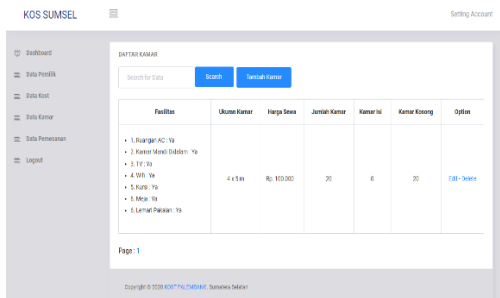 KOS SUMSEL
Setting Account
Dashboard
Data Pemilik
Data Kost
Data Kamar
Data Pemesanan
Logout
DAFTAR KAMAR
Search for Data
Search
Tambah Kamar
Fasilitas
Ukuran Kamar
Harga Sewa
Jumlah Kamar
Kamar Isi
Kamar Kosong
Option
1. Ruangan AC : Ya
2. Kamar Mandi Didalam : Ya
3. TV : Ya
4. Wifi : Ya
5. Kursi : Ya
5. Meja : Ya
6. Lemari Pakaian : Ya
4 x 5 m
Rp. 100.000
20
0
20
Edit - Delete
Page : 1
Copyright © 2020 KOST PALEMBANG. Sumatera Selatan